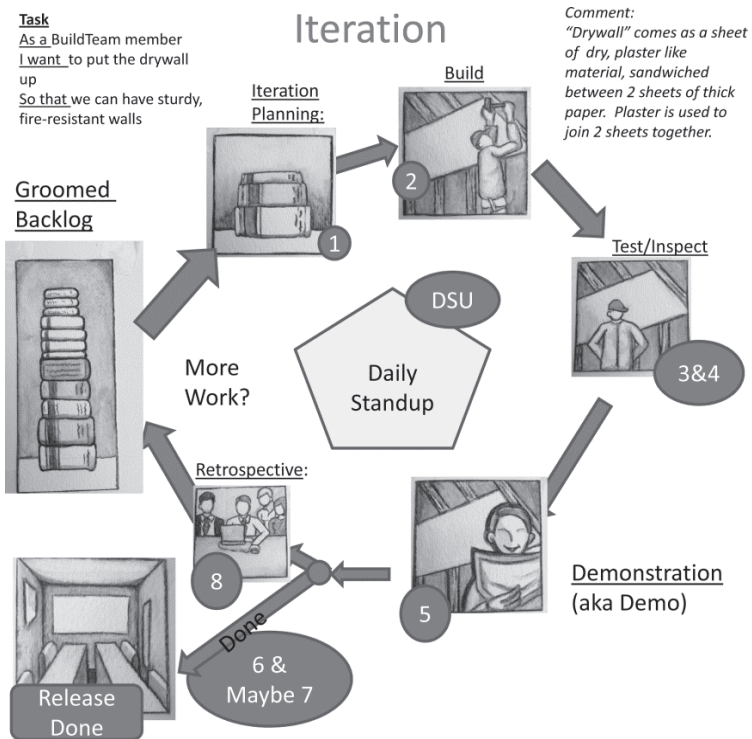 Iteration
Task
As a BuildTeam member
I want to put the drywall
up
So that we can have sturdy,
fire-resistant walls
Comment:
“Drywall” comes as a sheet
of dry, plaster like
material, sandwiched
between 2 sheets of thick
paper. Plaster is used to
join 2 sheets together.
Groomed
Backlog
Iteration
Planning:
1
Build
2
Test/Inspect
3&4
DSU
Daily
Standup
More
Work?
Demonstration
(aka Demo)
5
Retrospective:
8
Done
6 &
Maybe 7
Release
Done